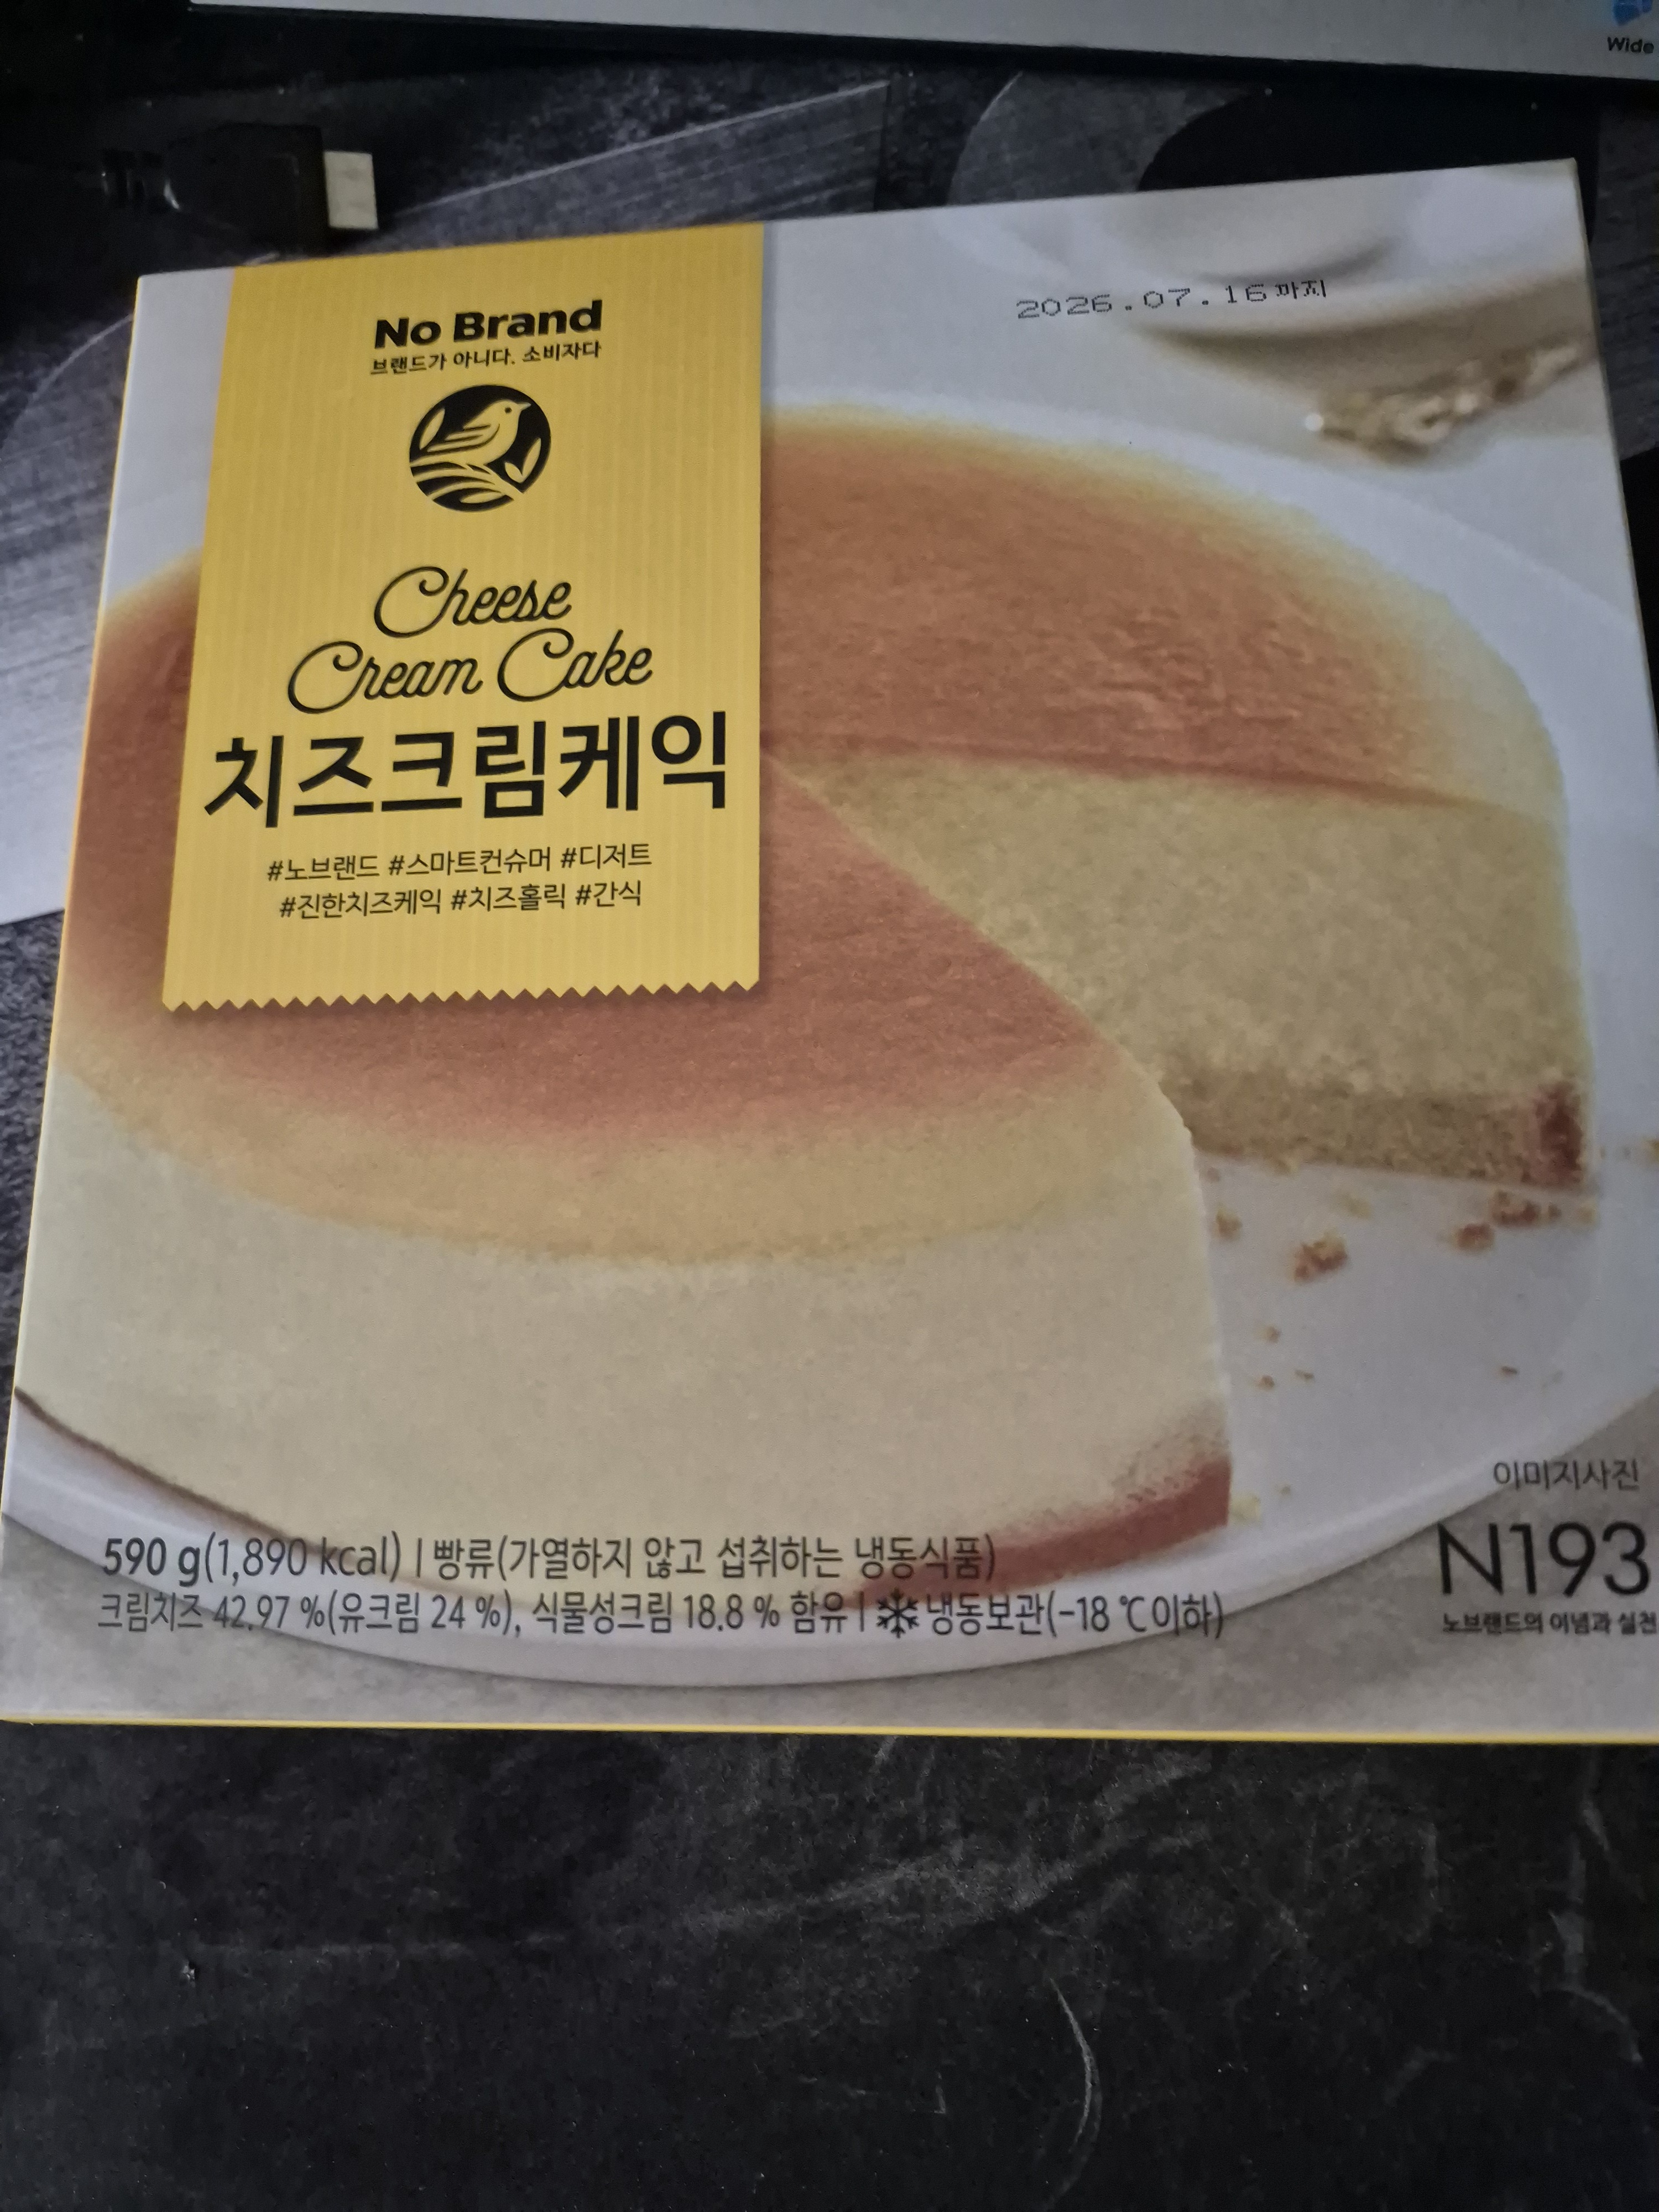 Wide
2026.07.16까지
No Brand
브랜드가 아니다. 소비자다
Cheese
Cream Cake
치즈크림케익
#노브랜드 #스마트컨슈머 #디저트
#진한치즈케익 #치즈홀릭 #간식
590 g(1,890 kcal) | 빵류(가열하지 않고 섭취하는 냉동식품)
크림치즈 42.97 %(유크림 24 %), 식물성크림 18.8 % 함유 | 냉동보관(-18 ℃이하)
이미지사진
N193
노브랜드의 이념과 실천